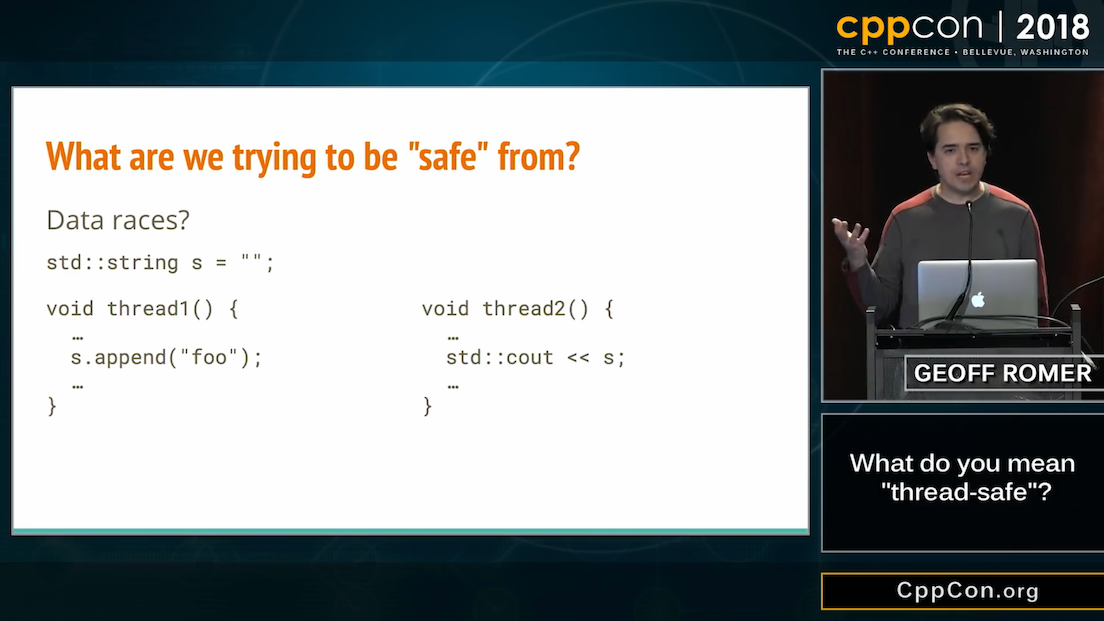 cppcon | 2018
THE C++ CONFERENCE • BELLEVUE, WASHINGTON
What are we trying to be "safe" from?
Data races?
std::string s = "";
void thread1() {
…
s.append("foo");
…
}
void thread2() {
…
std::cout << s;
…
}
GEOFF ROMER
What do you mean
"thread-safe"?
CppCon.org